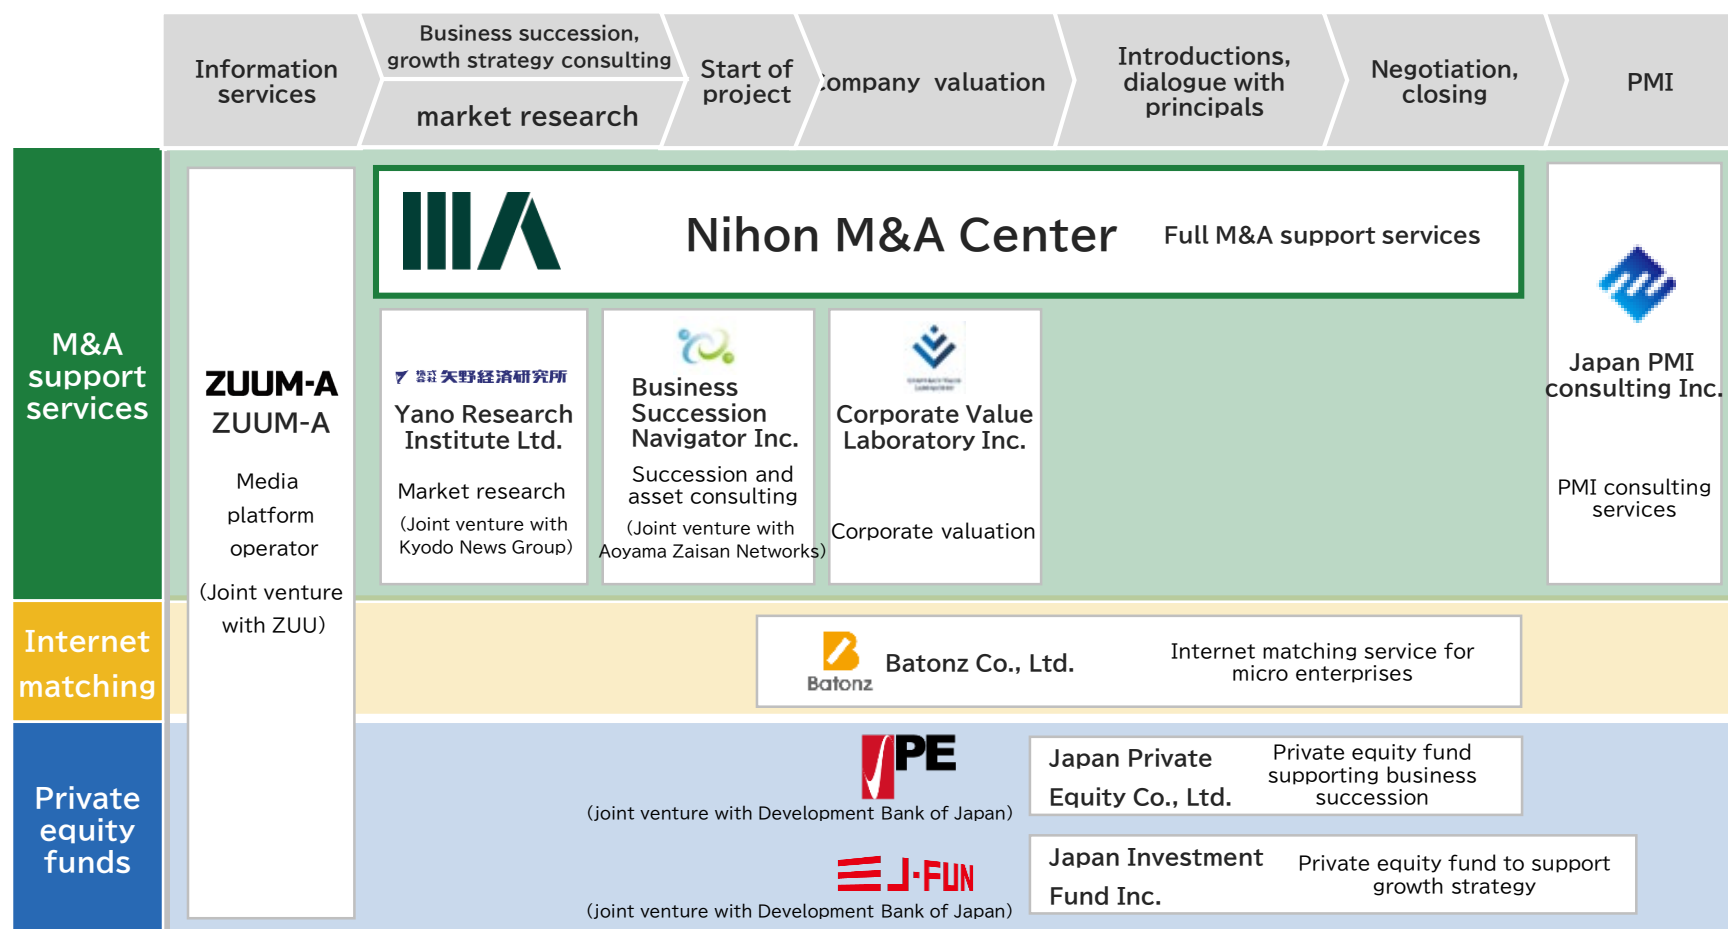 Information
services
Business succession,
growth strategy consulting
market research
Start of
project
Company valuation
Introductions,
dialogue with
principals
Negotiation,
closing
PMI
M&A
support
services
ZUUM-A
ZUUM-A
Media
platform
operator
(Joint venture
with ZUU)
Nihon M&A Center
Full M&A support services
株式会社 矢野経済研究所
Yano Research
Institute Ltd.
Market research
(Joint venture with
Kyodo News Group)
Business
Succession
Navigator Inc.
Succession and
asset consulting
(Joint venture with
Aoyama Zaisan Networks)
CORPORATE VALUE
LABORATORY
Corporate Value
Laboratory Inc.
Corporate valuation
Japan PMI
consulting Inc.
PMI consulting
services
Internet
matching
Batonz
Batonz Co., Ltd.
Internet matching service for
micro enterprises
Private
equity
funds
JPE
(joint venture with Development Bank of Japan)
Japan Private
Equity Co., Ltd.
Private equity fund
supporting business
succession
J-FUN
(joint venture with Development Bank of Japan)
Japan Investment
Fund Inc.
Private equity fund to support
growth strategy